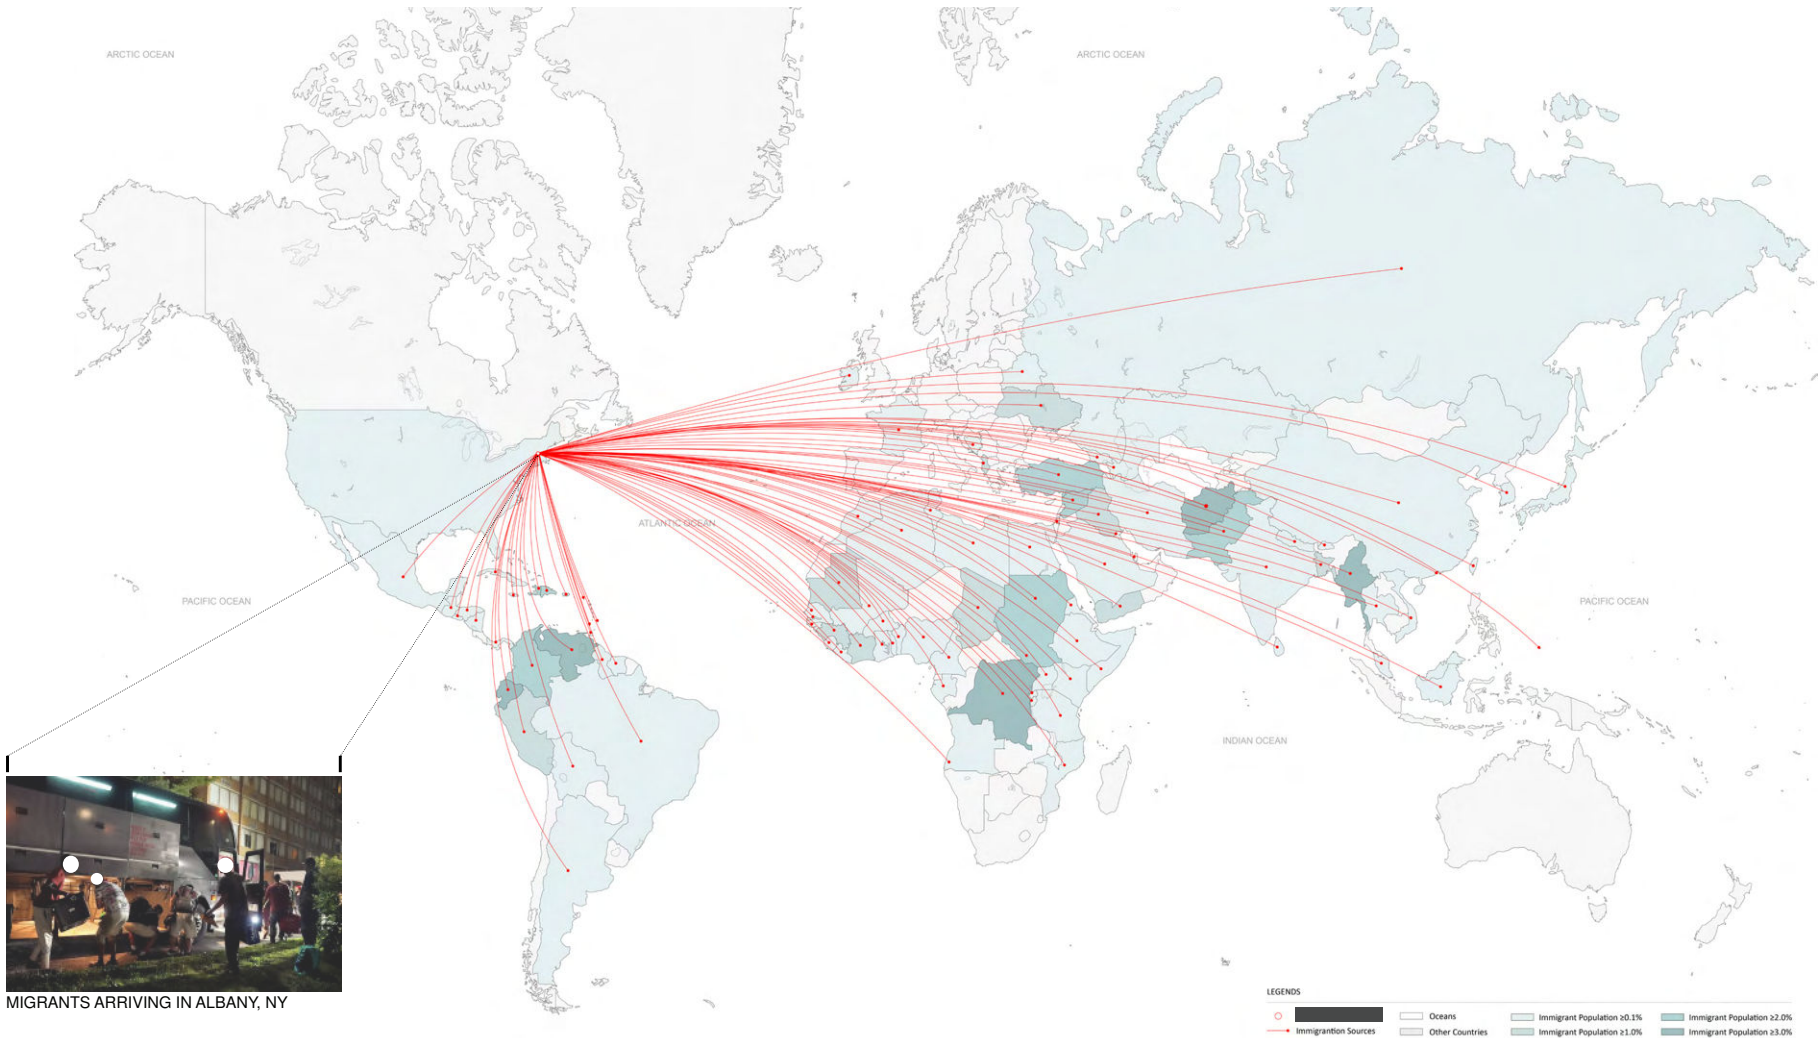 ARCTIC OCEAN
ARCTIC OCEAN
ATLANTIC OCEAN
PACIFIC OCEAN
PACIFIC OCEAN
INDIAN OCEAN
MIGRANTS ARRIVING IN ALBANY, NY
LEGENDS
Oceans
Immigrant Population ≥0.1%
Immigrant Population ≥2.0%
Immigrantion Sources
Other Countries
Immigrant Population ≥1.0%
Immigrant Population ≥3.0%